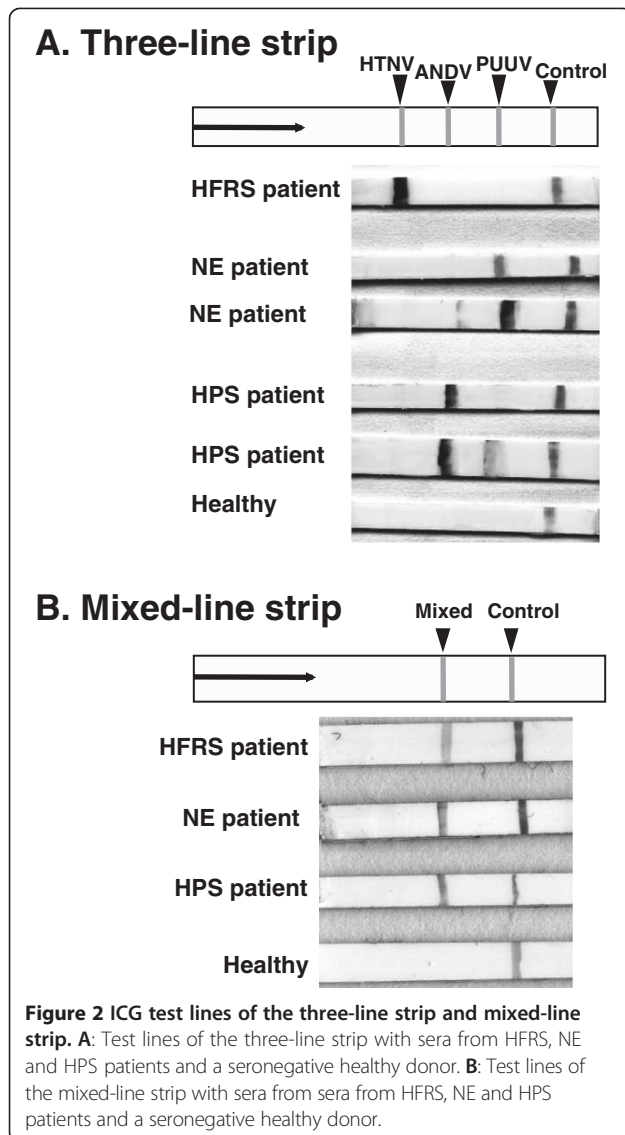 A. Three-line strip
HTNV ANDV PUUV Control
HFRS patient
NE patient
NE patient
HPS patient
HPS patient
Healthy
B. Mixed-line strip
Mixed Control
HFRS patient
NE patient
HPS patient
Healthy
Figure 2 ICG test lines of the three-line strip and mixed-line
strip. A: Test lines of the three-line strip with sera from HFRS, NE
and HPS patients and a seronegative healthy donor. B: Test lines of
the mixed-line strip with sera from sera from HFRS, NE and HPS
patients and a seronegative healthy donor.